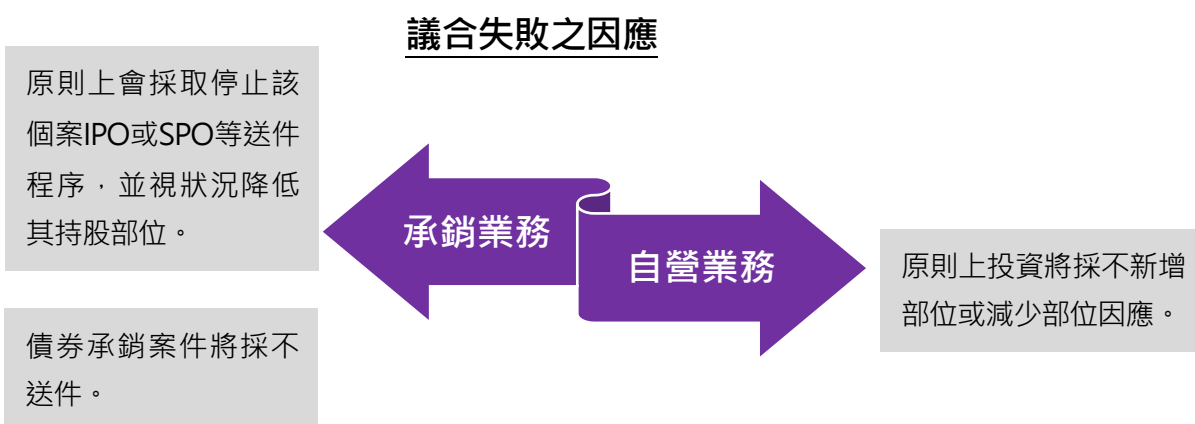 議合失敗之因應
原則上會採取停止該
個案IPO或SPO等送件
程序，並視狀況降低
其持股部位。
債券承銷案件將採不
送件。
承銷業務
自營業務
原則上投資將採不新增
部位或減少部位因應。